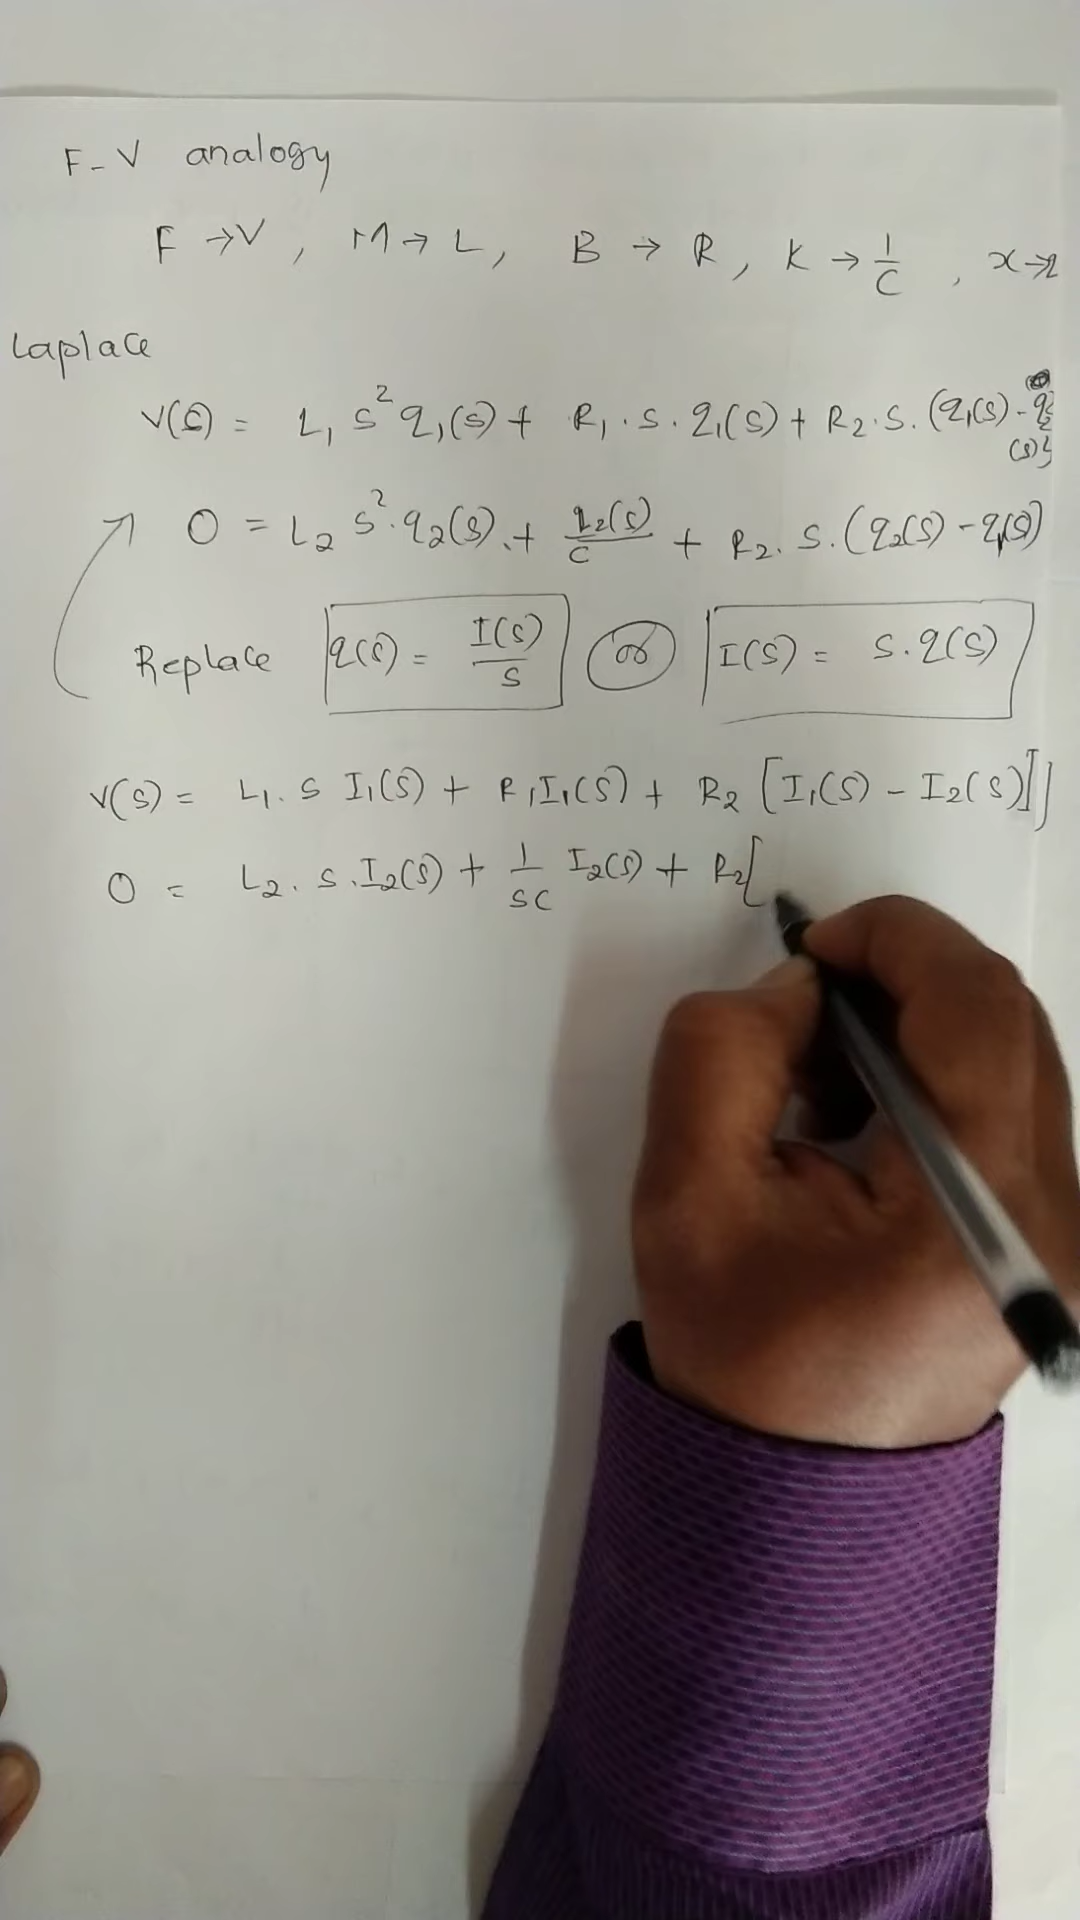 F-V analogy
F → V, M → L, B → R, K → 1/C, x → q
Laplace
V(s) = L₁ s² q₁(s) + R₁ . s . q₁(s) + R₂ . s . (q₁(s) - q₂(s))
0 = L₂ s² . q₂(s) + q₂(s)/C + R₂ . s . (q₂(s) - q₁(s))
Replace q(s) = I(s)/s or I(s) = s . q(s)
V(s) = L₁ . s I₁(s) + R₁ I₁(s) + R₂ [I₁(s) - I₂(s)]
0 = L₂ . s . I₂(s) + 1/sC I₂(s) + R₂[